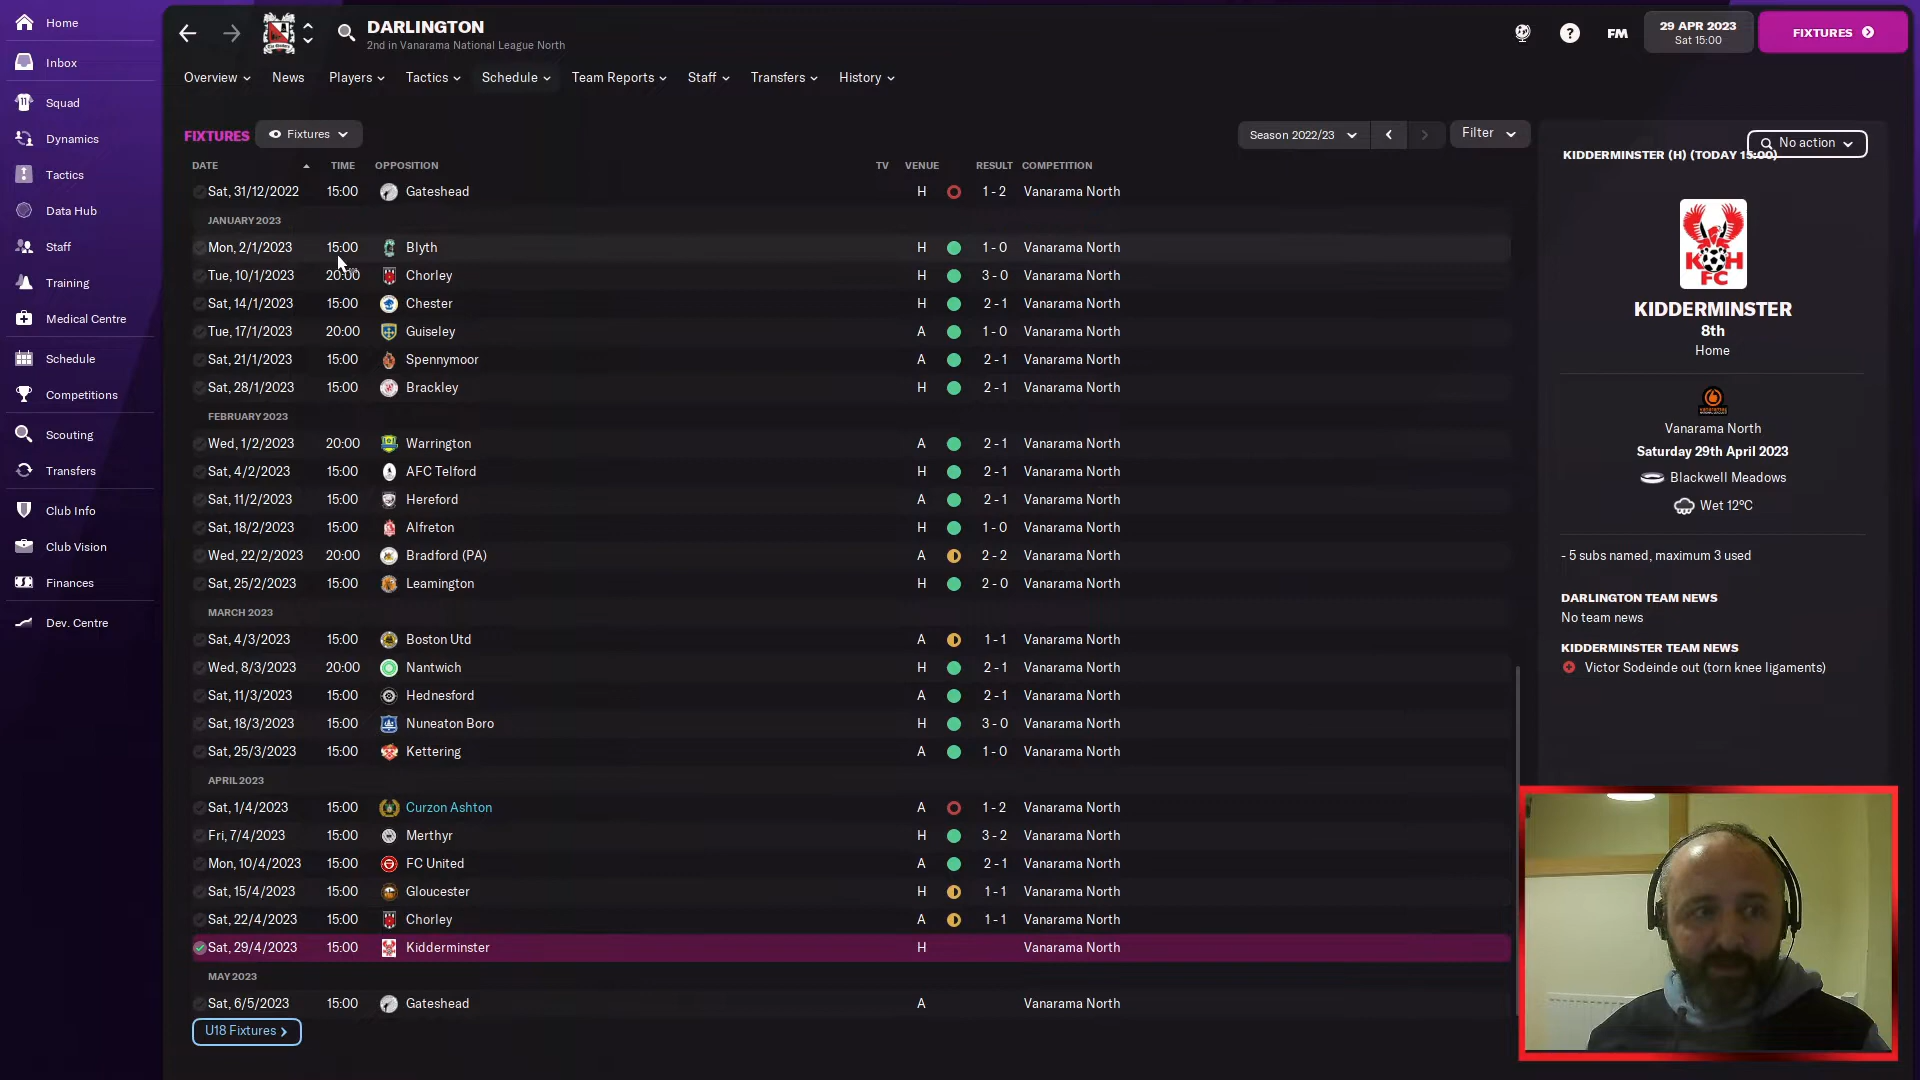 Home
Inbox
Squad
Dynamics
Tactics
Data Hub
Staff
Training
Medical Centre
Schedule
Competitions
Scouting
Transfers
Club Info
Club Vision
Finances
Dev. Centre
DARLINGTON
2nd in Vanarama National League North
FM
29 APR 2023
Sat 15:00
FIXTURES
Overview News Players Tactics Schedule Team Reports Staff Transfers History
FIXTURES Fixtures
Season 2022/23 Filter
DATE TIME OPPOSITION TV VENUE RESULT COMPETITION
Sat, 31/12/2022 15:00 Gateshead H 1 - 2 Vanarama North
JANUARY 2023
Mon, 2/1/2023 15:00 Blyth H 1 - 0 Vanarama North
Tue, 10/1/2023 20:00 Chorley H 3 - 0 Vanarama North
Sat, 14/1/2023 15:00 Chester H 2 - 1 Vanarama North
Tue, 17/1/2023 20:00 Guiseley A 1 - 0 Vanarama North
Sat, 21/1/2023 15:00 Spennymoor A 2 - 1 Vanarama North
Sat, 28/1/2023 15:00 Brackley H 2 - 1 Vanarama North
FEBRUARY 2023
Wed, 1/2/2023 20:00 Warrington A 2 - 1 Vanarama North
Sat, 4/2/2023 15:00 AFC Telford H 2 - 1 Vanarama North
Sat, 11/2/2023 15:00 Hereford A 2 - 1 Vanarama North
Sat, 18/2/2023 15:00 Alfreton H 1 - 0 Vanarama North
Wed, 22/2/2023 20:00 Bradford (PA) A 2 - 2 Vanarama North
Sat, 25/2/2023 15:00 Leamington H 2 - 0 Vanarama North
MARCH 2023
Sat, 4/3/2023 15:00 Boston Utd A 1 - 1 Vanarama North
Wed, 8/3/2023 20:00 Nantwich H 2 - 1 Vanarama North
Sat, 11/3/2023 15:00 Hednesford A 2 - 1 Vanarama North
Sat, 18/3/2023 15:00 Nuneaton Boro H 3 - 0 Vanarama North
Sat, 25/3/2023 15:00 Kettering A 1 - 0 Vanarama North
APRIL 2023
Sat, 1/4/2023 15:00 Curzon Ashton A 1 - 2 Vanarama North
Fri, 7/4/2023 15:00 Merthyr H 3 - 2 Vanarama North
Mon, 10/4/2023 15:00 FC United A 2 - 1 Vanarama North
Sat, 15/4/2023 15:00 Gloucester H 1 - 1 Vanarama North
Sat, 22/4/2023 15:00 Chorley A 1 - 1 Vanarama North
Sat, 29/4/2023 15:00 Kidderminster H Vanarama North
MAY 2023
Sat, 6/5/2023 15:00 Gateshead A Vanarama North
U18 Fixtures
No action
KIDDERMINSTER (H) (TODAY 15:00)
KH
FC
KIDDERMINSTER
8th
Home
Vanarama North
Saturday 29th April 2023
Blackwell Meadows
Wet 12°C
- 5 subs named, maximum 3 used
DARLINGTON TEAM NEWS
No team news
KIDDERMINSTER TEAM NEWS
Victor Sodeinde out (torn knee ligaments)